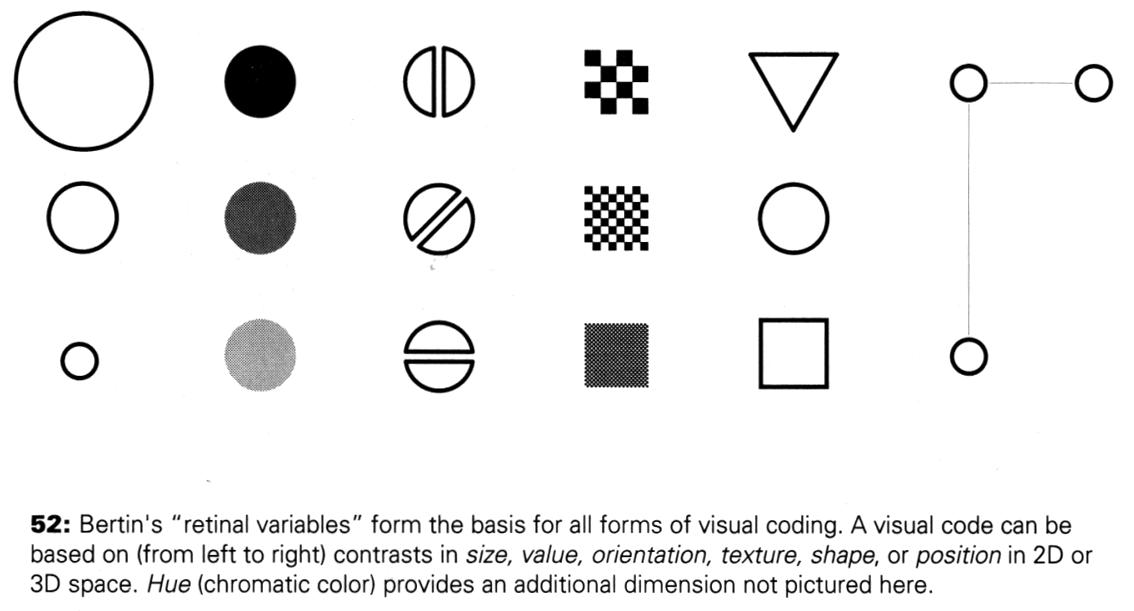 52: Bertin's “retinal variables” form the basis for all forms of visual coding. A visual code can be
based on (from left to right) contrasts in size, value, orientation, texture, shape, or position in 2D or
3D space. Hue (chromatic color) provides an additional dimension not pictured here.